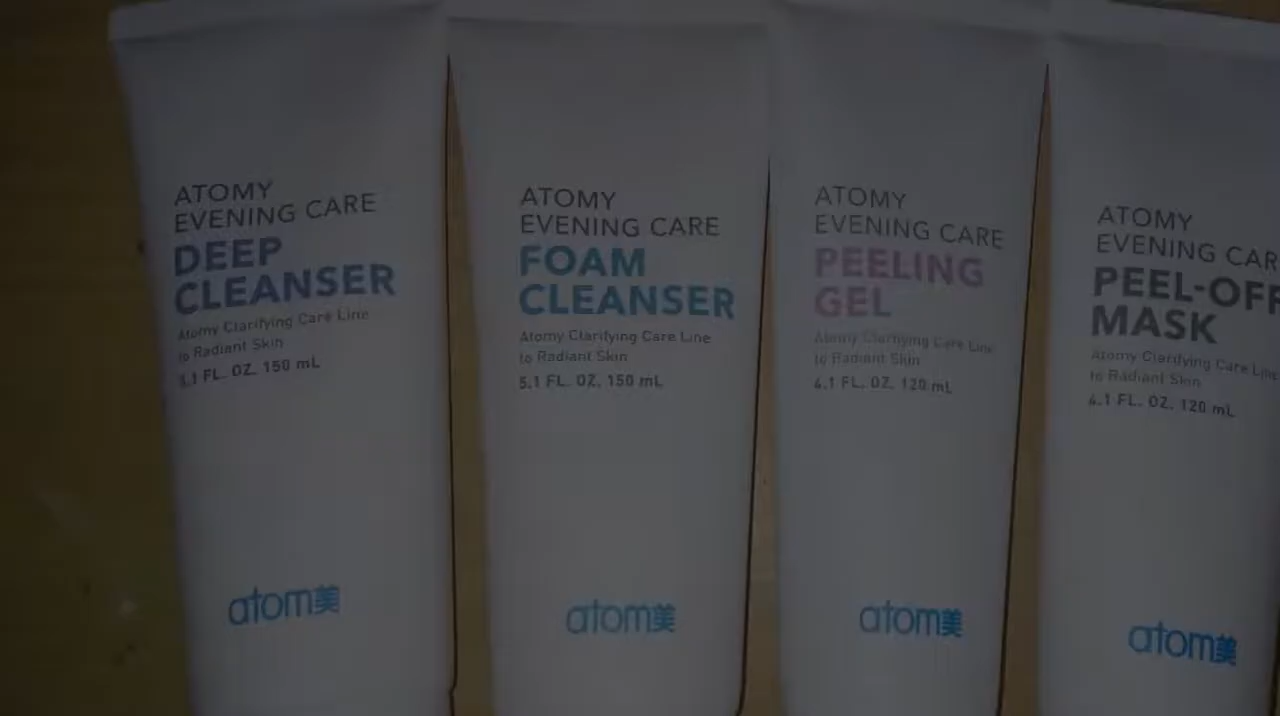 ATOMY
EVENING CARE
DEEP
CLEANSER
Atomy Clarifying Care Line
to Radiant Skin
5.1 FL. OZ. 150 mL
atom美
ATOMY
EVENING CARE
FOAM
CLEANSER
Atomy Clarifying Care Line
to Radiant Skin
5.1 FL. OZ. 150 mL
atom美
ATOMY
EVENING CARE
PEELING
GEL
Atomy Clarifying Care Line
to Radiant Skin
4.1 FL. OZ. 120 mL
atom美
ATOMY
EVENING CAR
PEEL-OFF
MASK
Atomy Clarifying Care Line
to Radiant Skin
4.1 FL. OZ. 120 mL
atom美